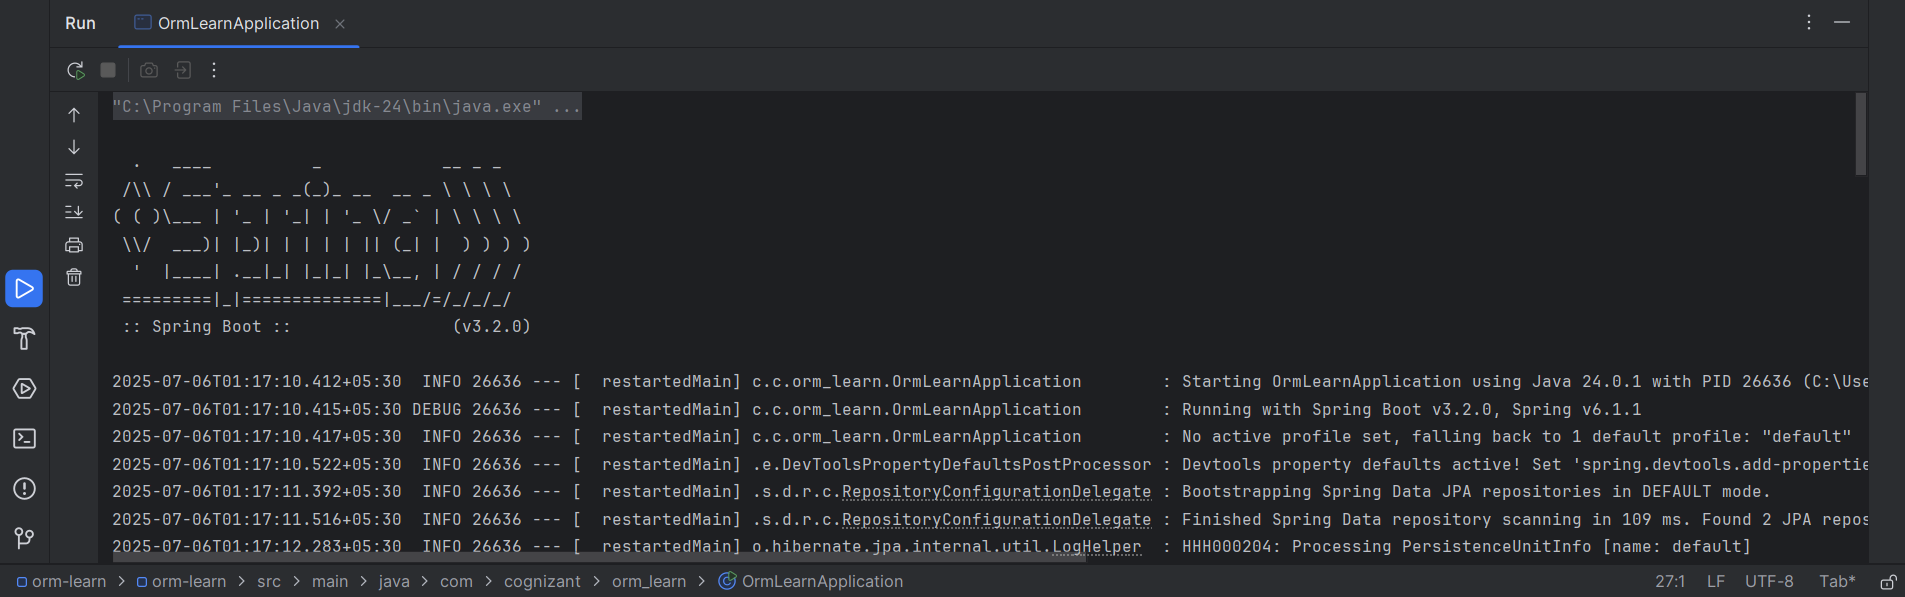 Run OrmLearnApplication
"C:\Program Files\Java\jdk-24\bin\java.exe" ...
  .   ____          _            __ _ _
 /\\ / ___'_ __ _ _(_)_ __  __ _ \ \ \ \
( ( )\___ | '_ | '_| | '_ \/ _` | \ \ \ \
 \\/  ___)| |_)| | | | | || (_| |  ) ) ) )
  '  |____| .__|_| |_|_| |_\__, | / / / /
 =========|_|==============|___/=/_/_/_/
 :: Spring Boot ::                (v3.2.0)
2025-07-06T01:17:10.412+05:30  INFO 26636 --- [  restartedMain] c.c.orm_learn.OrmLearnApplication        : Starting OrmLearnApplication using Java 24.0.1 with PID 26636 (C:\Use
2025-07-06T01:17:10.415+05:30 DEBUG 26636 --- [  restartedMain] c.c.orm_learn.OrmLearnApplication        : Running with Spring Boot v3.2.0, Spring v6.1.1
2025-07-06T01:17:10.417+05:30  INFO 26636 --- [  restartedMain] c.c.orm_learn.OrmLearnApplication        : No active profile set, falling back to 1 default profile: "default"
2025-07-06T01:17:10.522+05:30  INFO 26636 --- [  restartedMain] .e.DevToolsPropertyDefaultsPostProcessor : Devtools property defaults active! Set 'spring.devtools.add-propertie
2025-07-06T01:17:11.392+05:30  INFO 26636 --- [  restartedMain] .s.d.r.c.RepositoryConfigurationDelegate : Bootstrapping Spring Data JPA repositories in DEFAULT mode.
2025-07-06T01:17:11.516+05:30  INFO 26636 --- [  restartedMain] .s.d.r.c.RepositoryConfigurationDelegate : Finished Spring Data repository scanning in 109 ms. Found 2 JPA repos
2025-07-06T01:17:12.283+05:30  INFO 26636 --- [  restartedMain] o.hibernate.jpa.internal.util.LogHelper  : HHH000204: Processing PersistenceUnitInfo [name: default]
orm-learn > orm-learn > src > main > java > com > cognizant > orm_learn > OrmLearnApplication 27:1 LF UTF-8 Tab*